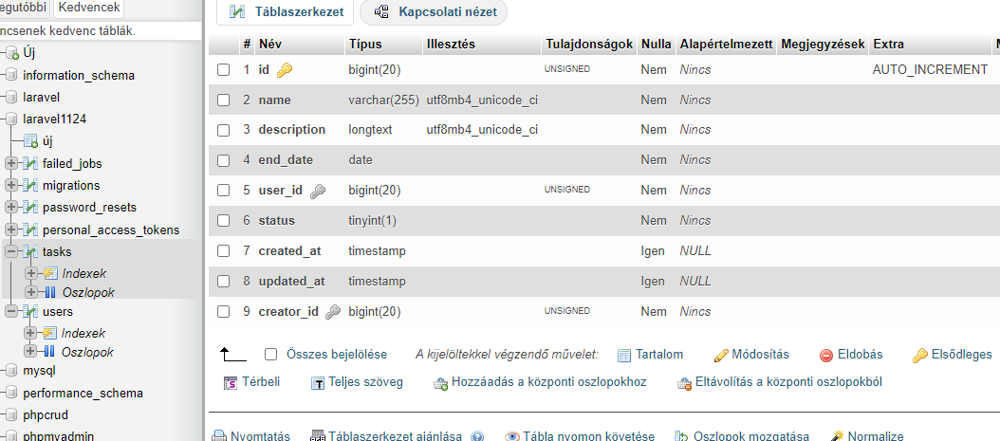 egutóbbi Kedvencek
ncsenek kedvenc táblák.
Új
information_schema
laravel
laravel1124
új
failed_jobs
migrations
password_resets
personal_access_tokens
tasks
Indexek
Oszlopok
users
Indexek
Oszlopok
mysql
performance_schema
phpcrud
phpmyadmin
Táblaszerkezet Kapcsolati nézet
# Név Típus Illesztés Tulajdonságok Nulla Alapértelmezett Megjegyzések Extra
1 id bigint(20) UNSIGNED Nem Nincs AUTO_INCREMENT
2 name varchar(255) utf8mb4_unicode_ci Nem Nincs
3 description longtext utf8mb4_unicode_ci Nem Nincs
4 end_date date Nem Nincs
5 user_id bigint(20) UNSIGNED Nem Nincs
6 status tinyint(1) Nem Nincs
7 created_at timestamp Igen NULL
8 updated_at timestamp Igen NULL
9 creator_id bigint(20) UNSIGNED Nem Nincs
Összes bejelölése A kijelöltekkel végzendő művelet: Tartalom Módosítás Eldobás Elsődleges
Térbeli Teljes szöveg Hozzáadás a központi oszlopokhoz Eltávolítás a központi oszlopokból
Nyomtatás Táblaszerkezet ajánlása Tábla nyomon követése Oszlopok mozgatása Normalize